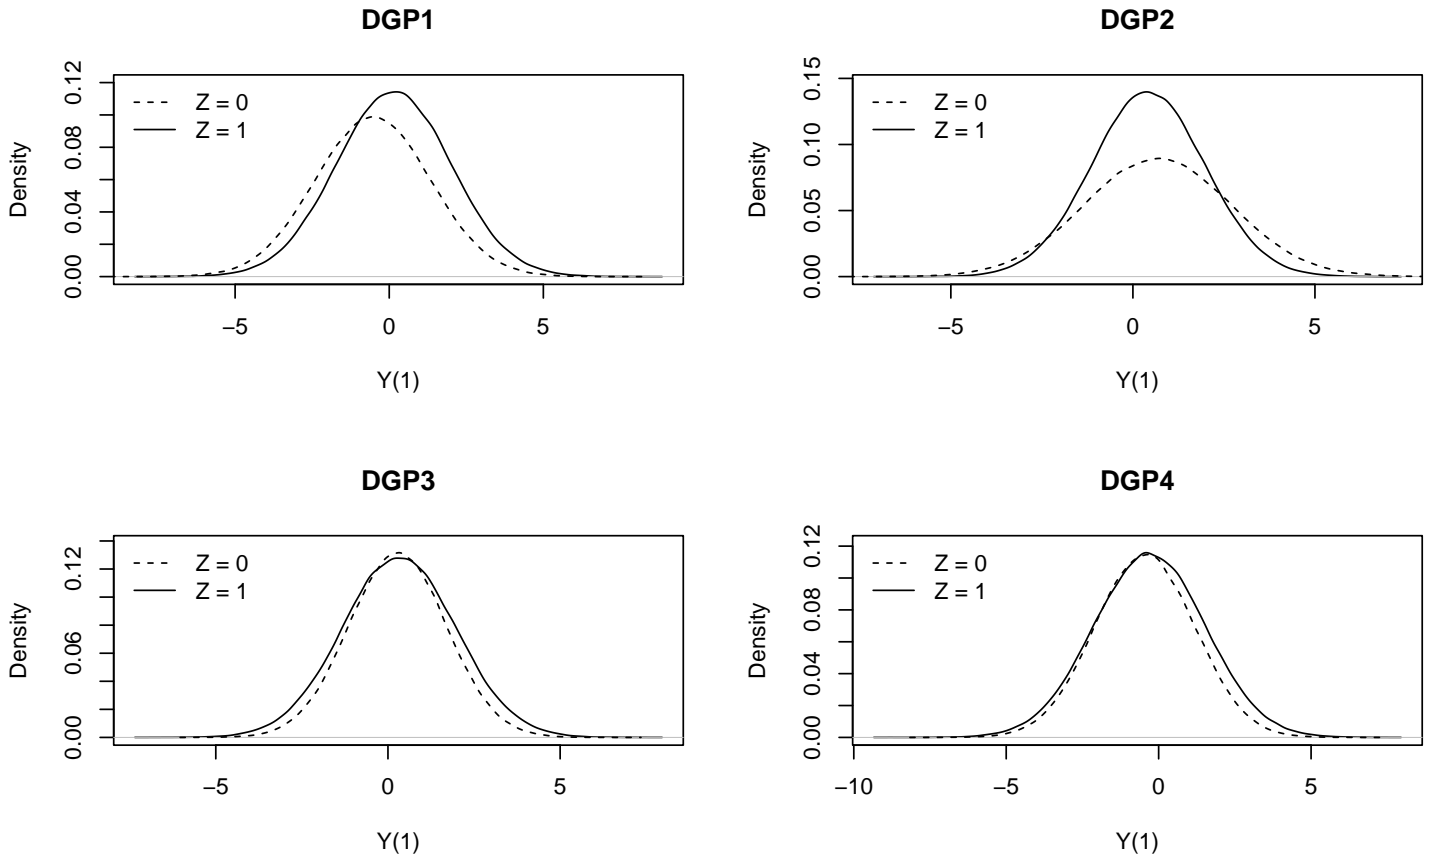 DGP1
Z = 0
Z = 1
Density
0.00
0.04
0.08
0.12
−5
0
5
Y(1)
DGP2
Z = 0
Z = 1
Density
0.00
0.05
0.10
0.15
−5
0
5
Y(1)
DGP3
Z = 0
Z = 1
Density
0.00
0.06
0.12
−5
0
5
Y(1)
DGP4
Z = 0
Z = 1
Density
0.00
0.04
0.08
0.12
−10
−5
0
5
Y(1)